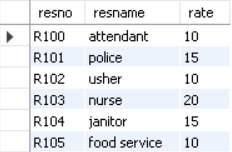 resno resname rate
R100 attendant 10
R101 police 15
R102 usher 10
R103 nurse 20
R104 janitor 15
R105 food service 10